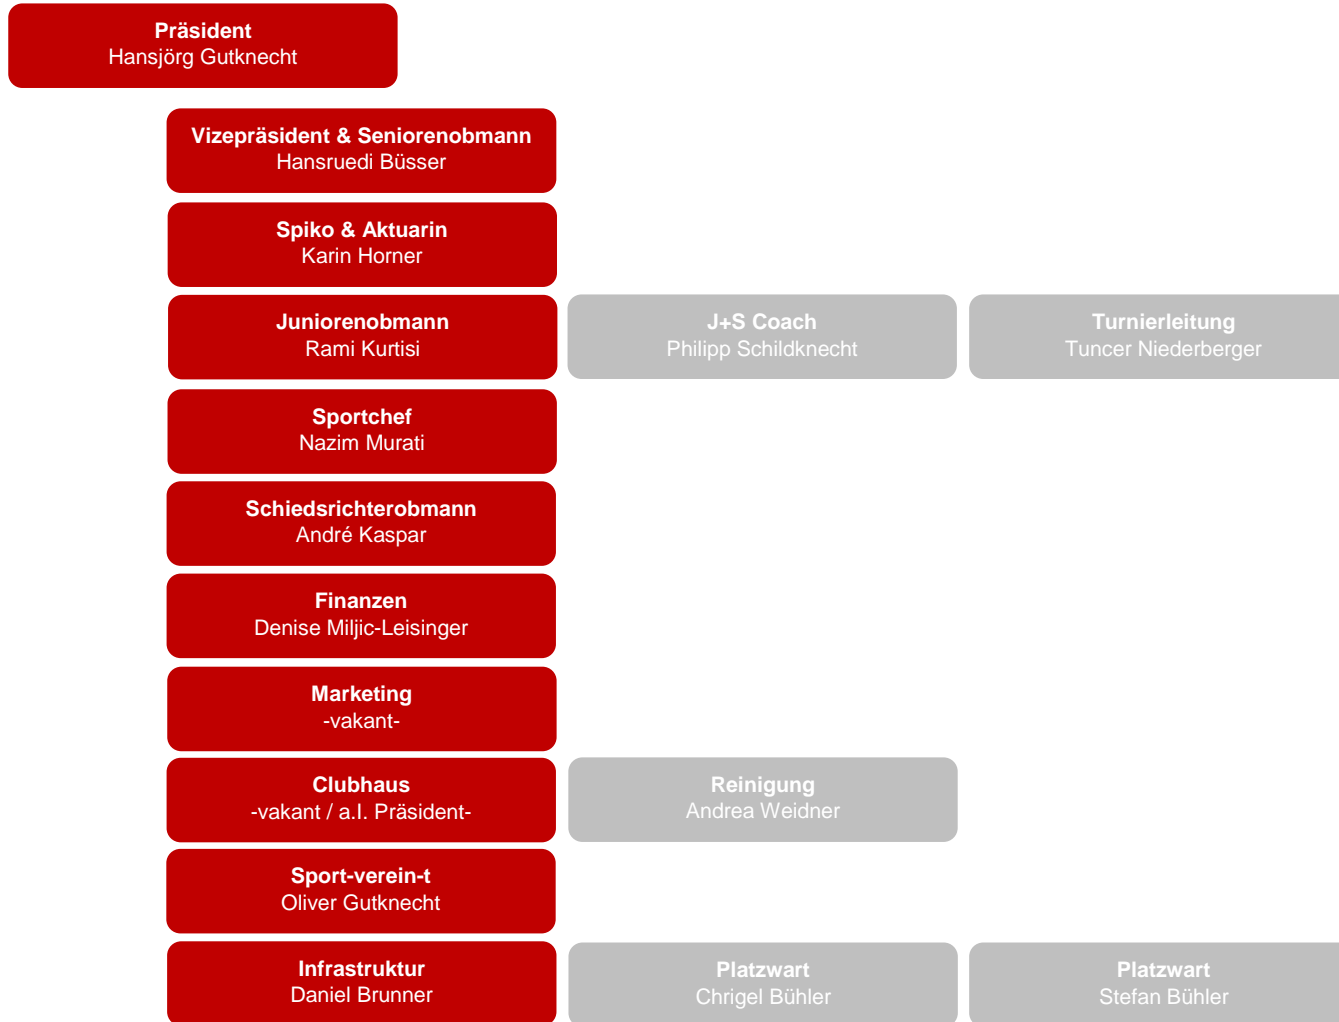 Präsident
Hansjörg Gutknecht
Vizepräsident & Seniorenobmann
Hansruedi Büsser
Spiko & Aktuarin
Karin Horner
Juniorenobmann
Rami Kurtisi
J+S Coach
Philipp Schildknecht
Turnierleitung
Tuncer Niederberger
Sportchef
Nazim Murati
Schiedsrichterobmann
André Kaspar
Finanzen
Denise Miljic-Leisinger
Marketing
-vakant-
Clubhaus
-vakant / a.I. Präsident-
Reinigung
Andrea Weidner
Sport-verein-t
Oliver Gutknecht
Infrastruktur
Daniel Brunner
Platzwart
Chrigel Bühler
Platzwart
Stefan Bühler